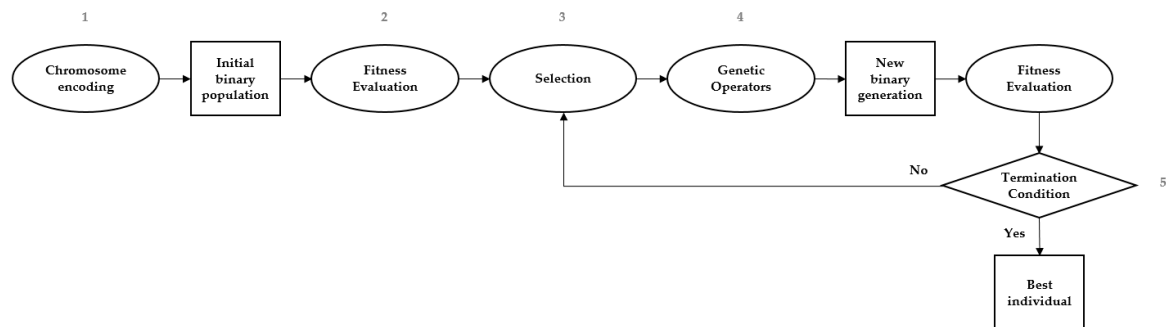 1
2
3
4
Chromosome
encoding
Initial
binary
population
Fitness
Evaluation
Selection
Genetic
Operators
New
binary
generation
Fitness
Evaluation
No
Termination
Condition
5
Yes
Best
individual